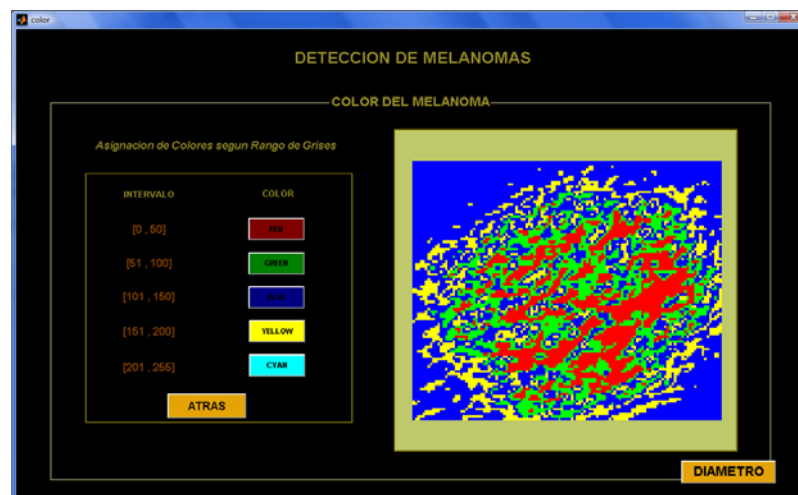 color
DETECCION DE MELANOMAS
COLOR DEL MELANOMA
Asignacion de Colores segun Rango de Grises
INTERVALO COLOR
[0 , 50] RED
[51 , 100] GREEN
[101 , 150] BLUE
[151 , 200] YELLOW
[201 , 255] CYAN
ATRAS
DIAMETRO